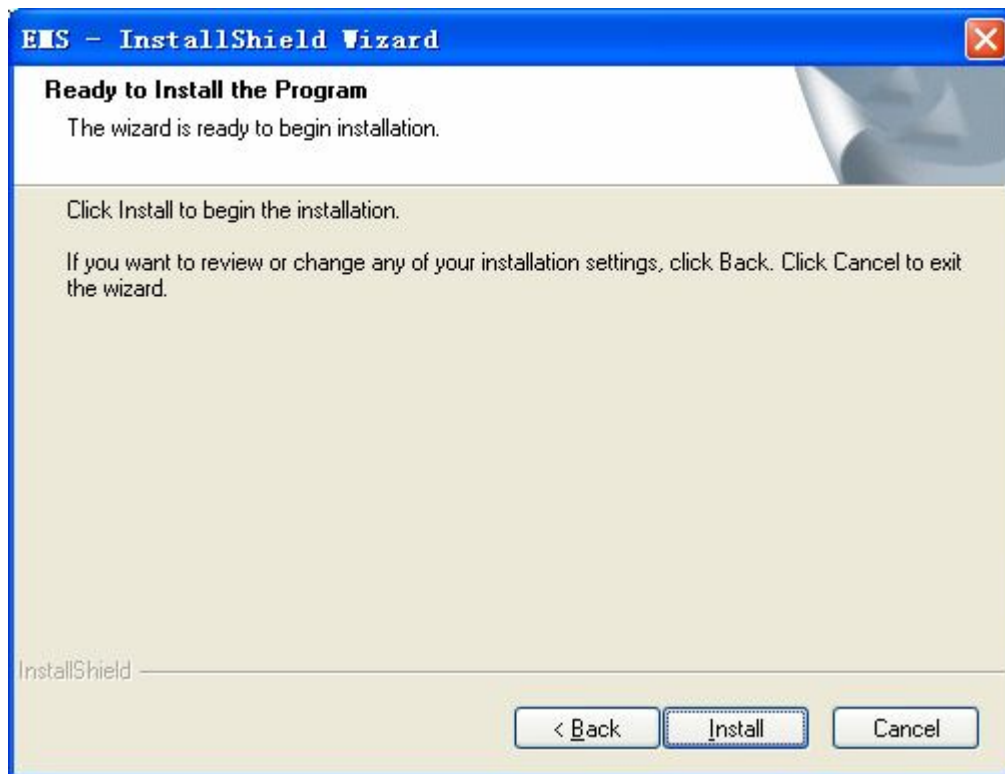 EMS - InstallShield Wizard
Ready to Install the Program
The wizard is ready to begin installation.
Click Install to begin the installation.
If you want to review or change any of your installation settings, click Back. Click Cancel to exit
the wizard.
InstallShield
< Back Install Cancel